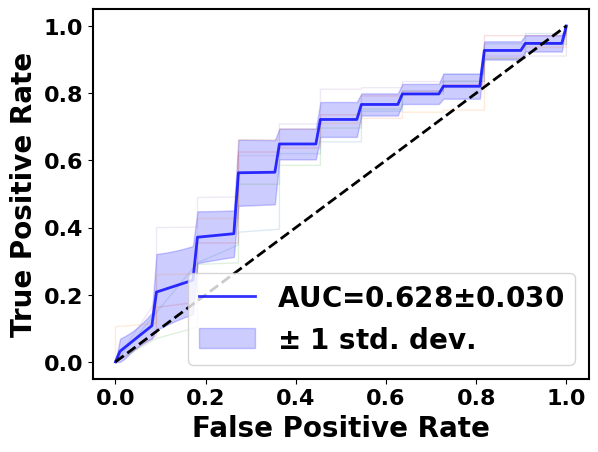 True Positive Rate
1.0
0.8
0.6
0.4
0.2
0.0
AUC=0.628±0.030
± 1 std. dev.
0.0 0.2 0.4 0.6 0.8 1.0
False Positive Rate